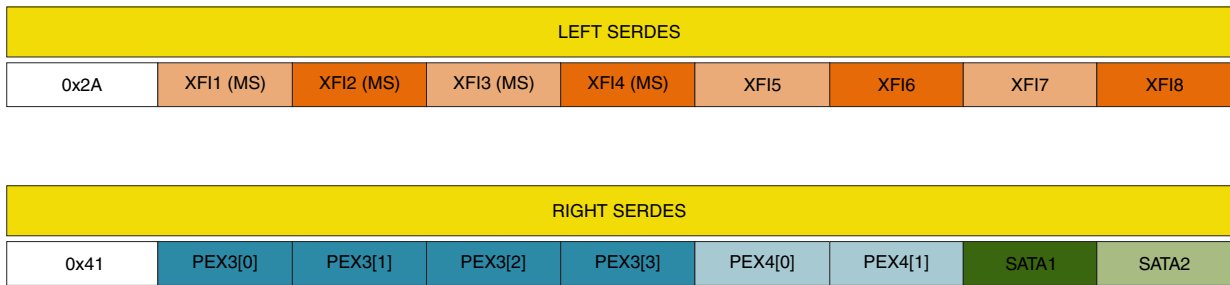 LEFT SERDES
0x2A XFI1 (MS) XFI2 (MS) XFI3 (MS) XFI4 (MS) XFI5 XFI6 XFI7 XFI8
RIGHT SERDES
0x41 PEX3[0] PEX3[1] PEX3[2] PEX3[3] PEX4[0] PEX4[1] SATA1 SATA2